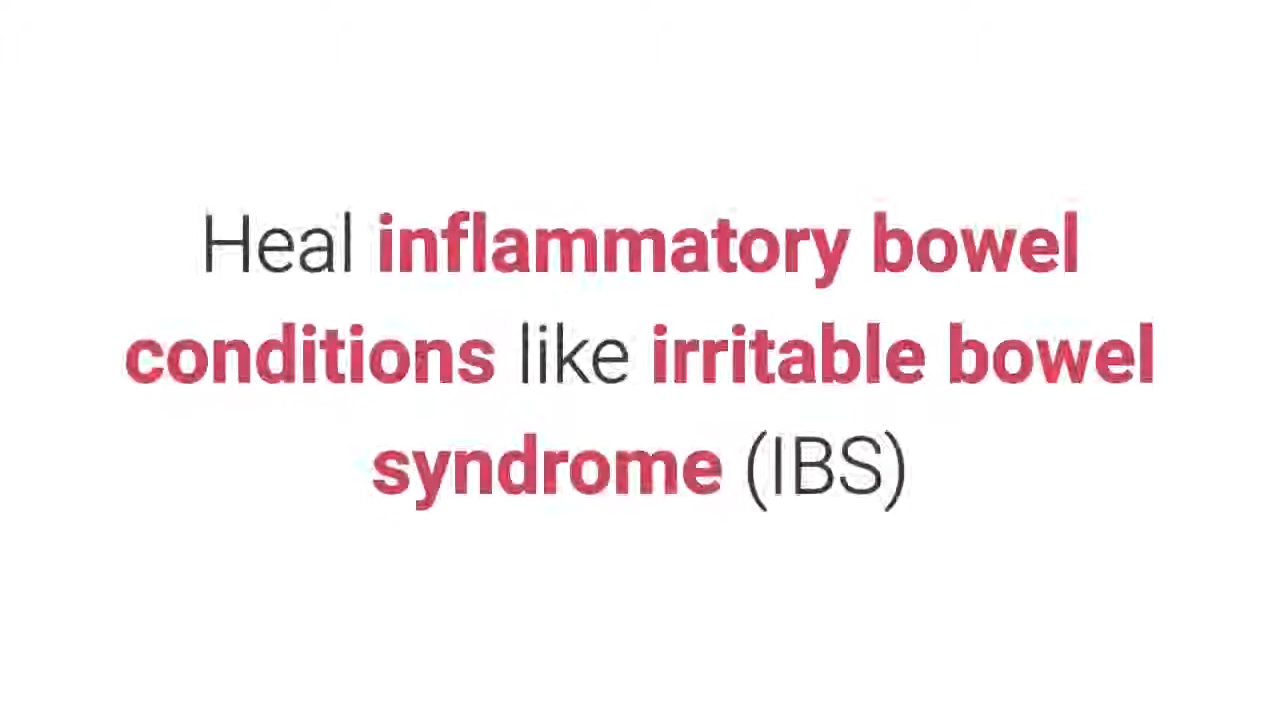 Heal inflammatory bowel
conditions like irritable bowel
syndrome (IBS)